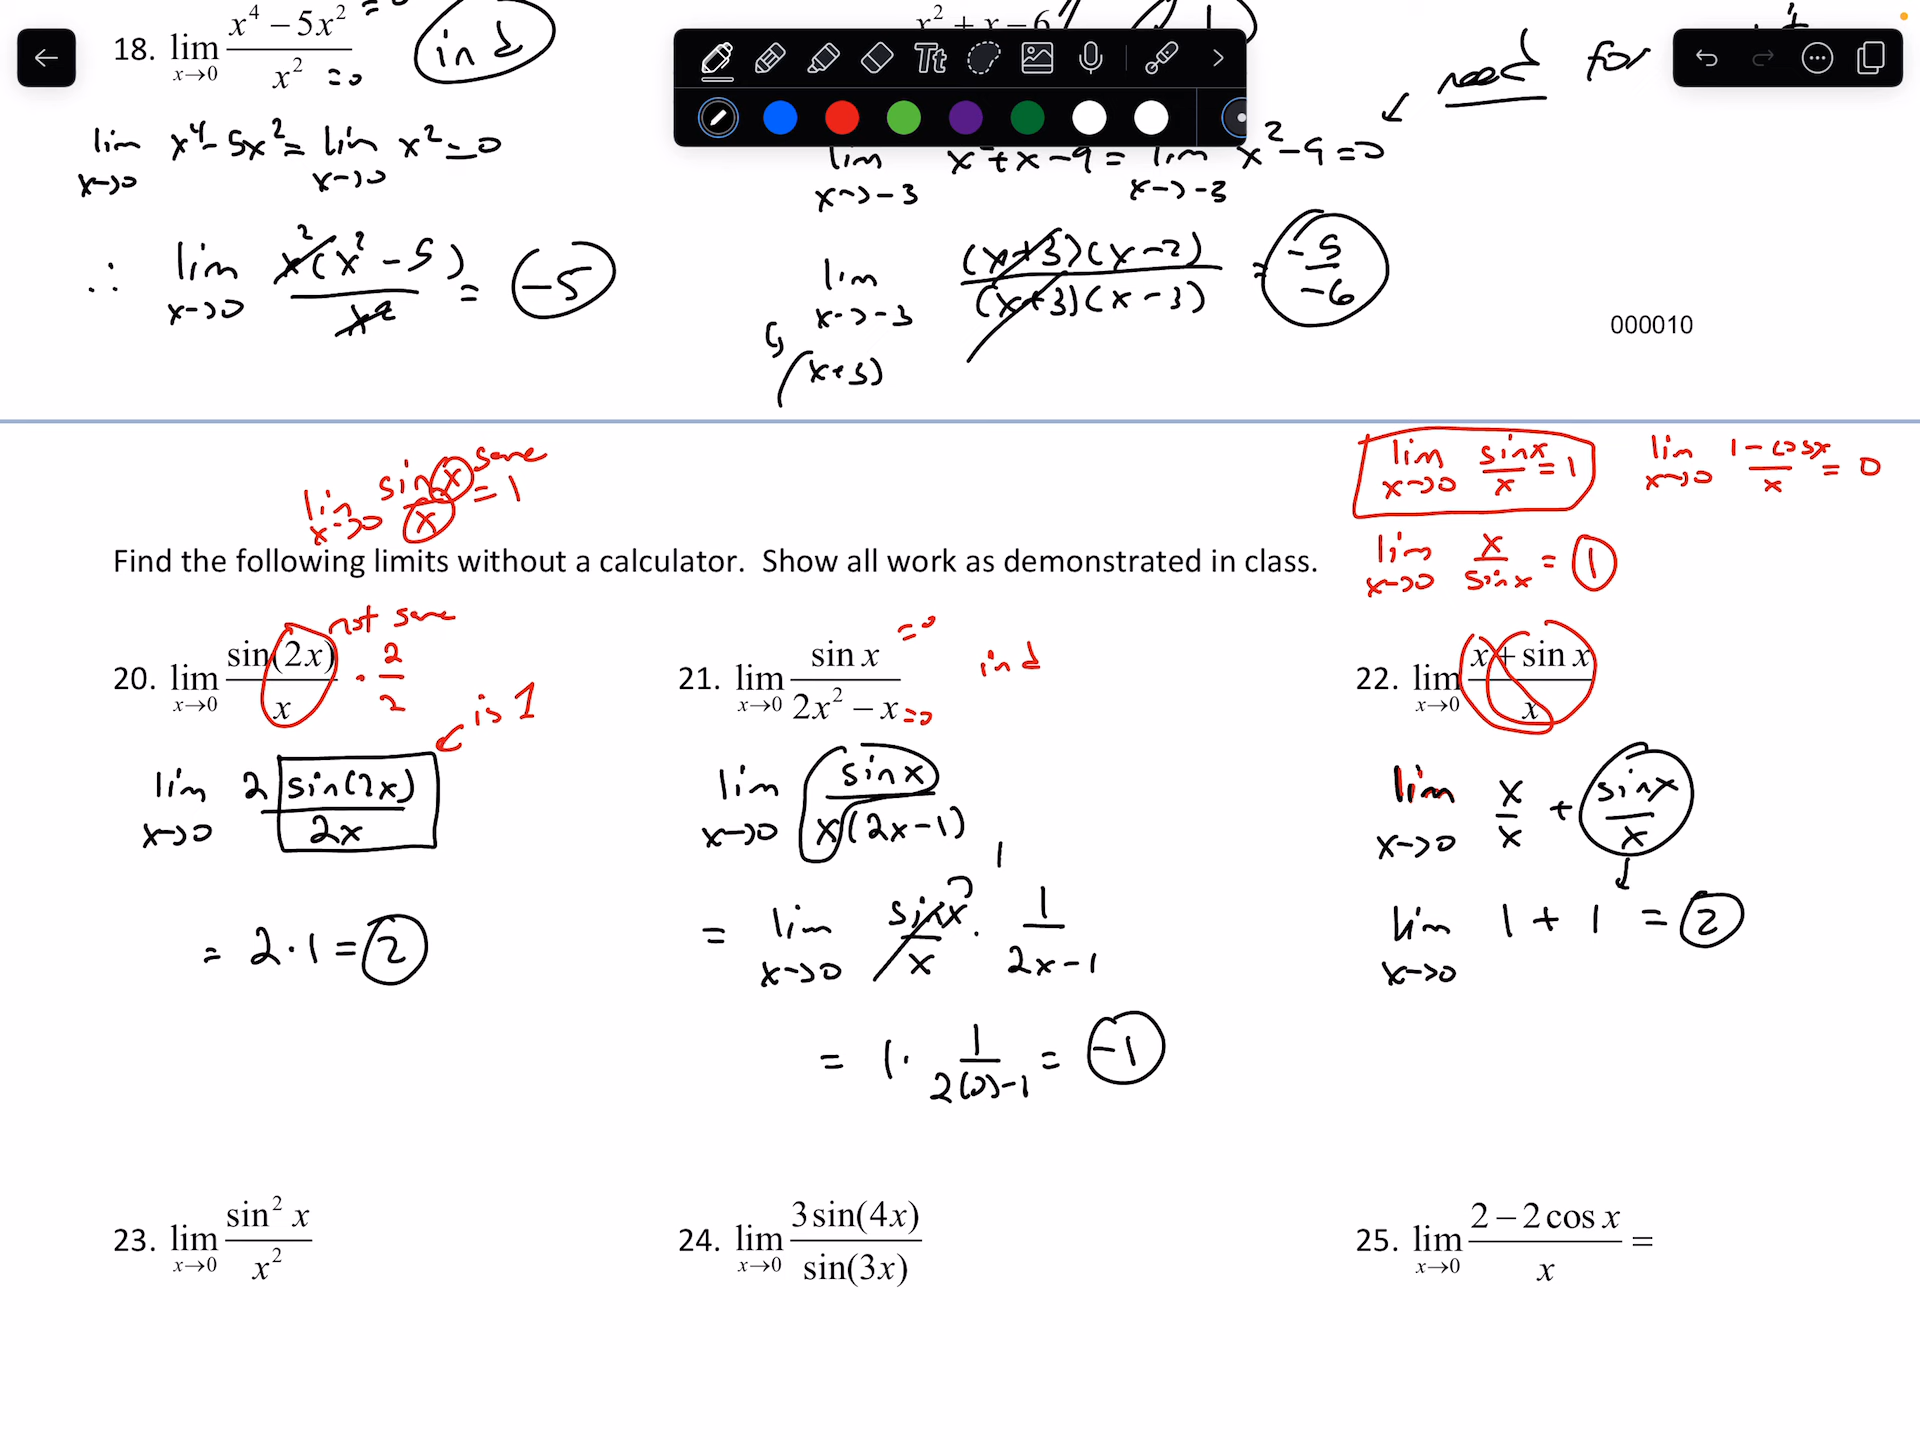 18. lim x→0 (x⁴ − 5x²)/x² =0
ind
x² + x − 6
Tt
need for
lim x→0 x⁴ − 5x² = lim x→0 x² = 0
lim x→−3 x² + x − 9 = lim x→−3 x² − 9 = 0
∴ lim x→0 x²(x² − 5)/x² = −5
lim x→−3 (x+3)(x−2)/(x+3)(x−3) = −5/−6
(x+3)
000010
lim x→0 sin x/x = 1 same
lim x→0 sin x/x = 1
lim x→0 (1 − cos x)/x = 0
lim x→0 x/sin x = 1
Find the following limits without a calculator. Show all work as demonstrated in class.
20. lim x→0 sin(2x)/x · 2/2
not same
is 1
lim x→0 2 sin(2x)/2x
= 2 · 1 = 2
21. lim x→0 sin x/(2x² − x) =0 =0 ind
lim x→0 sin x/x(2x−1)
= lim x→0 sin x/x · 1/(2x−1)
1
= 1 · 1/(2(0)−1) = −1
22. lim x→0 (x + sin x)/x
lim x→0 x/x + sin x/x
lim x→0 1 + 1 = 2
23. lim x→0 sin² x/x²
24. lim x→0 3 sin(4x)/sin(3x)
25. lim x→0 (2 − 2 cos x)/x =